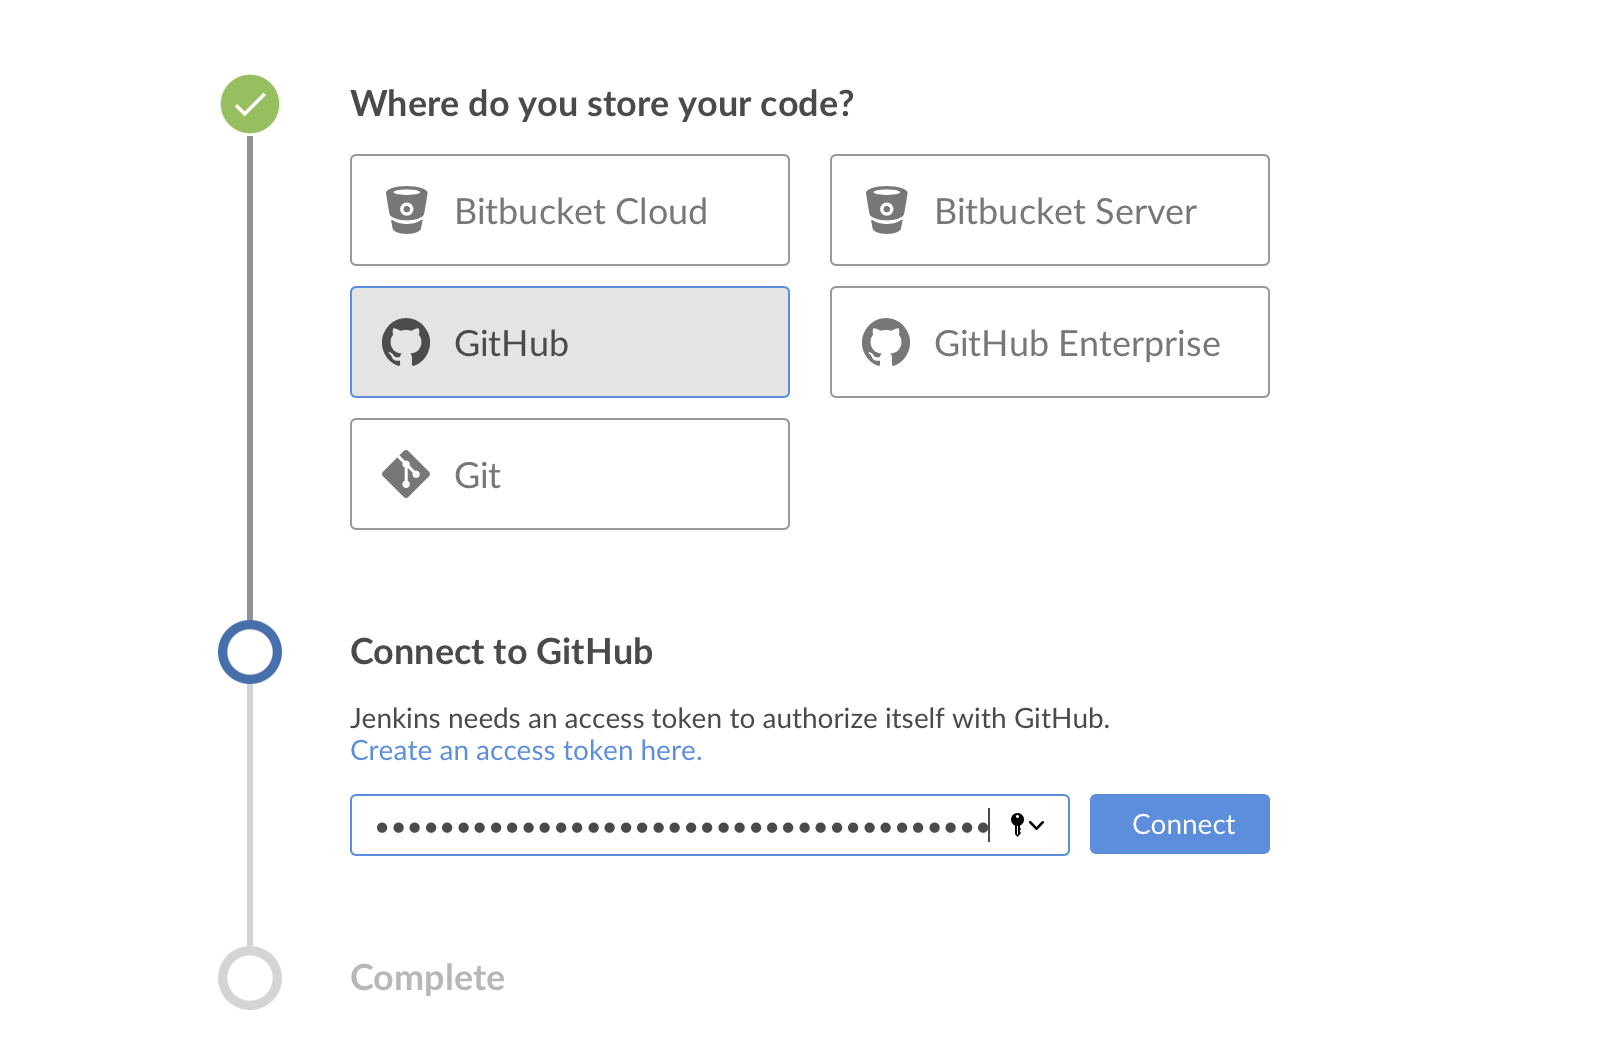 Where do you store your code?
Bitbucket Cloud
Bitbucket Server
GitHub
GitHub Enterprise
Git
Connect to GitHub
Jenkins needs an access token to authorize itself with GitHub.
Create an access token here.
Connect
Complete